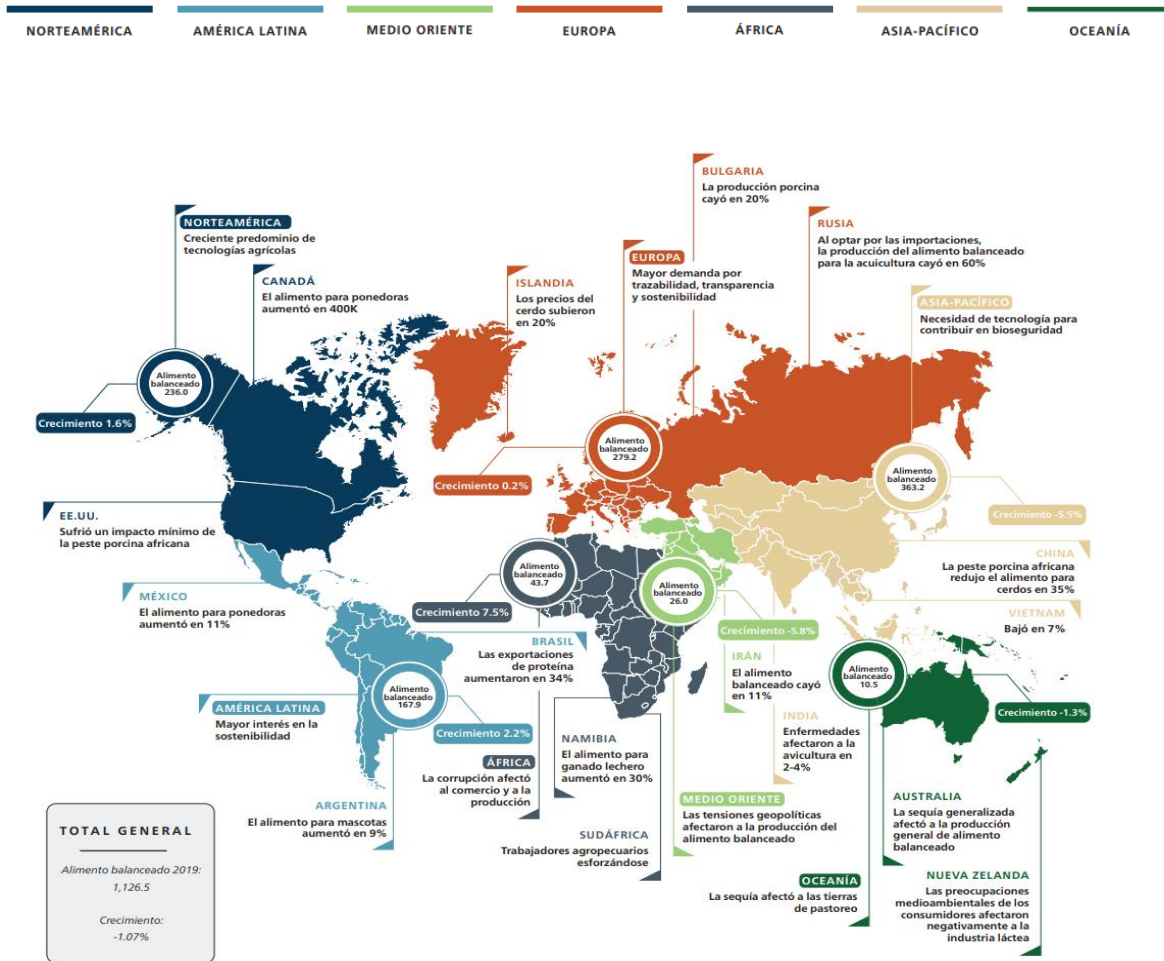 NORTEAMÉRICA
AMÉRICA LATINA
MEDIO ORIENTE
EUROPA
ÁFRICA
ASIA-PACÍFICO
OCEANÍA
BULGARIA
La producción porcina
cayó en 20%
NORTEAMÉRICA
Creciente predominio de
tecnologías agrícolas
RUSIA
Al optar por las importaciones,
la producción del alimento balanceado
para la acuicultura cayó en 60%
EUROPA
Mayor demanda por
trazabilidad, transparencia
y sostenibilidad
CANADÁ
El alimento para ponedoras
aumentó en 400K
ISLANDIA
Los precios del
cerdo subieron
en 20%
ASIA-PACÍFICO
Necesidad de tecnología para
contribuir en bioseguridad
Alimento
balanceado
236.0
Crecimiento 1.6%
Alimento
balanceado
279.2
Crecimiento 0.2%
Alimento
balanceado
363.2
Crecimiento -5.5%
EE.UU.
Sufrió un impacto mínimo de
la peste porcina africana
CHINA
La peste porcina africana
redujo el alimento para
cerdos en 35%
Alimento
balanceado
43.7
Crecimiento 7.5%
Alimento
balanceado
26.0
Crecimiento -5.8%
MÉXICO
El alimento para ponedoras
aumentó en 11%
VIETNAM
Bajó en 7%
BRASIL
Las exportaciones
de proteína
aumentaron en 34%
IRÁN
El alimento
balanceado cayó
en 11%
Alimento
balanceado
10.5
Crecimiento -1.3%
Alimento
balanceado
167.9
Crecimiento 2.2%
AMÉRICA LATINA
Mayor interés en la
sostenibilidad
INDIA
Enfermedades
afectaron a la
avicultura en
2-4%
NAMIBIA
El alimento para
ganado lechero
aumentó en 30%
ÁFRICA
La corrupción afectó
al comercio y a la
producción
MEDIO ORIENTE
Las tensiones geopolíticas
afectaron a la producción del
alimento balanceado
AUSTRALIA
La sequía generalizada
afectó a la producción
general de alimento
balanceado
ARGENTINA
El alimento para mascotas
aumentó en 9%
SUDÁFRICA
Trabajadores agropecuarios
esforzándose
OCEANÍA
La sequía afectó a las tierras
de pastoreo
NUEVA ZELANDA
Las preocupaciones
medioambientales de los
consumidores afectaron
negativamente a la
industria láctea
TOTAL GENERAL
Alimento balanceado 2019:
1,126.5
Crecimiento:
-1.07%